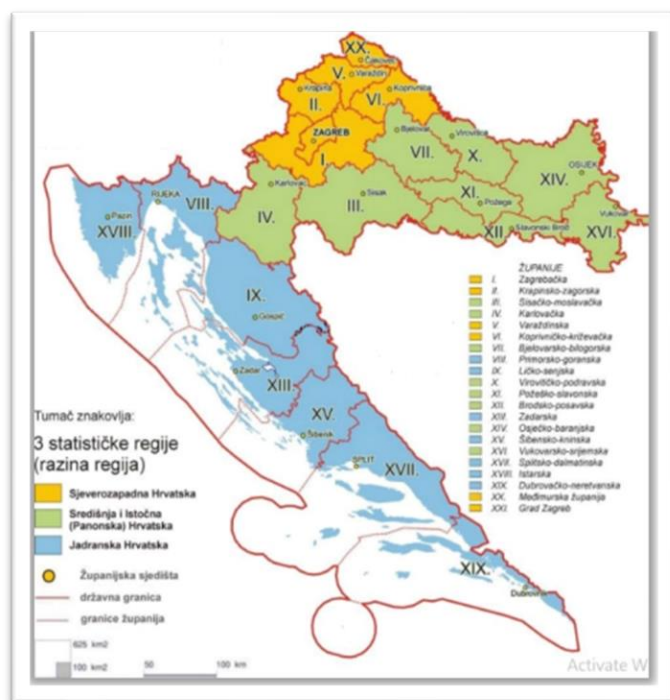 XX.
Čakovec
V.
Varaždin
Krapina
II.
VI.
Koprivnica
ZAGREB
I.
Bjelovar
VII.
Virovitica
X.
XIV.
OSIJEK
Karlovac
IV.
Sisak
III.
XI.
Požega
XII
Slavonski Brod
Vukovar
XVI.
RIJEKA
VIII.
Pazin
XVIII.
IX.
Gospić
Zadar
XIII.
XV.
Šibenik
SPLIT
XVII.
XIX.
Dubrovnik
ŽUPANIJE
I. Zagrebačka
II. Krapinsko-zagorska
III. Sisačko-moslavačka
IV. Karlovačka
V. Varaždinska
VI. Koprivničko-križevačka
VII. Bjelovarsko-bilogorska
VIII. Primorsko-goranska
IX. Ličko-senjska
X. Virovitičko-podravska
XI. Požeško-slavonska
XII. Brodsko-posavska
XIII. Zadarska
XIV. Osječko-baranjska
XV. Šibensko-kninska
XVI. Vukovarsko-srijemska
XVII. Splitsko-dalmatinska
XVIII. Istarska
XIX. Dubrovačko-neretvanska
XX. Međimurska županija
XXI. Grad Zagreb
Tumač znakovlja:
3 statističke regije
(razina regija)
Sjeverozapadna Hrvatska
Središnja i Istočna
(Panonska) Hrvatska
Jadranska Hrvatska
Županijska sjedišta
državna granica
granice županija
625 km2
100 km2
50
100 km
Activate W